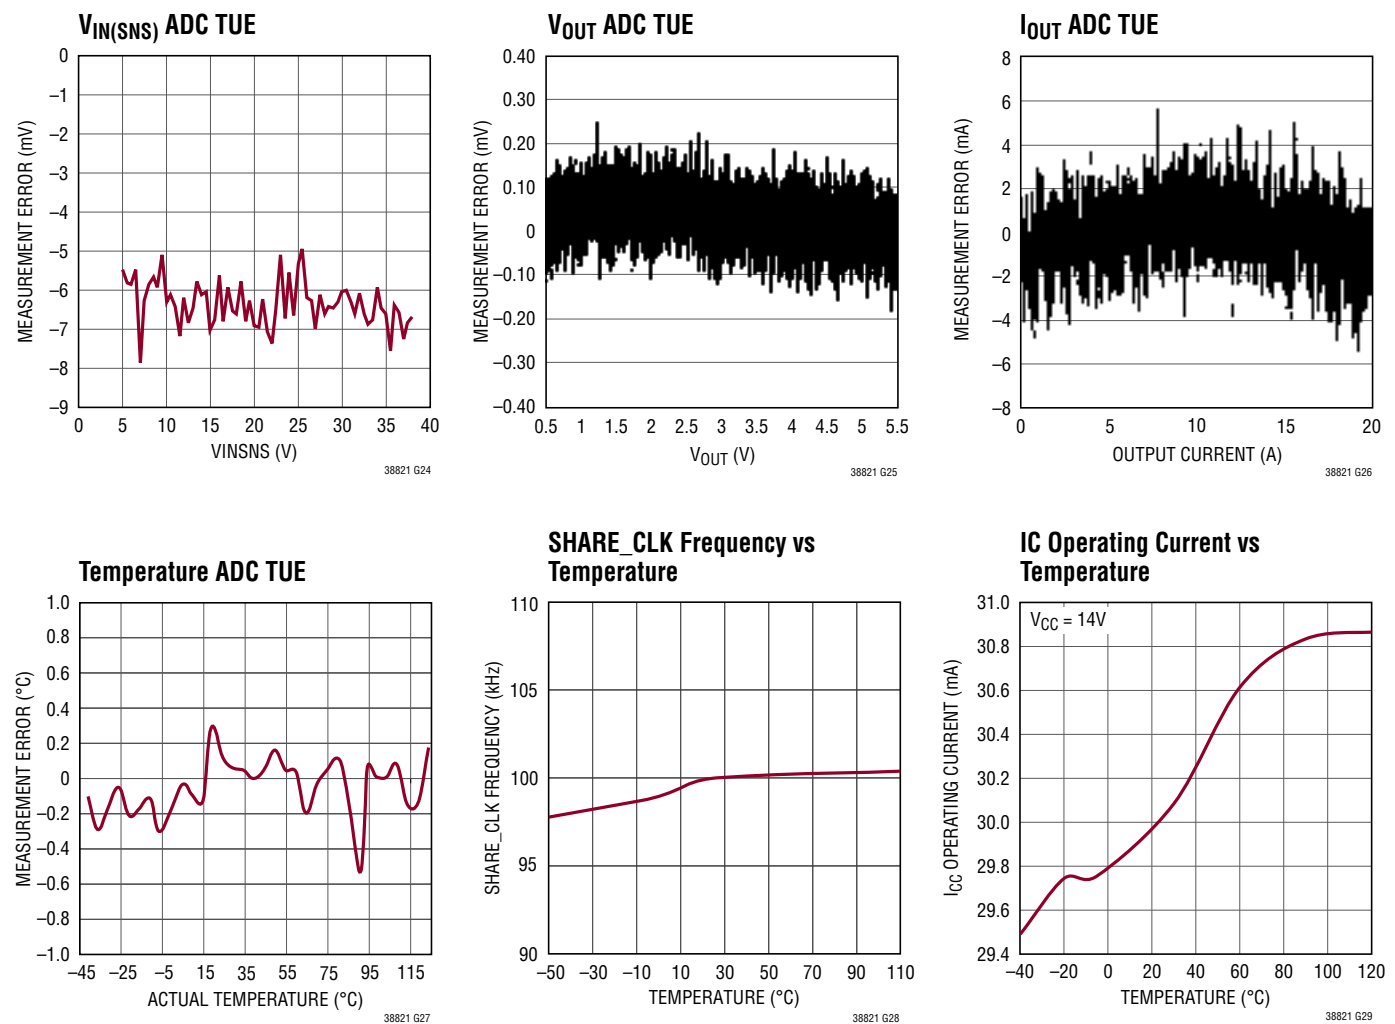 V_IN(SNS) ADC TUE
0
–1
–2
–3
–4
–5
–6
–7
–8
–9
MEASUREMENT ERROR (mV)
0 5 10 15 20 25 30 35 40
VINSNS (V)
38821 G24
V_OUT ADC TUE
0.40
0.30
0.20
0.10
0
–0.10
–0.20
–0.30
–0.40
MEASUREMENT ERROR (mV)
0.5 1 1.5 2 2.5 3 3.5 4 4.5 5 5.5
V_OUT (V)
38821 G25
I_OUT ADC TUE
8
6
4
2
0
–2
–4
–6
–8
MEASUREMENT ERROR (mA)
0 5 10 15 20
OUTPUT CURRENT (A)
38821 G26
Temperature ADC TUE
1.0
0.8
0.6
0.4
0.2
0
–0.2
–0.4
–0.6
–0.8
–1.0
MEASUREMENT ERROR (°C)
–45 –25 –5 15 35 55 75 95 115
ACTUAL TEMPERATURE (°C)
38821 G27
SHARE_CLK Frequency vs
Temperature
110
105
100
95
90
SHARE_CLK FREQUENCY (kHz)
–50 –30 –10 10 30 50 70 90 110
TEMPERATURE (°C)
38821 G28
IC Operating Current vs
Temperature
V_CC = 14V
31.0
30.8
30.6
30.4
30.2
30.0
29.8
29.6
29.4
I_CC OPERATING CURRENT (mA)
–40 –20 0 20 40 60 80 100 120
TEMPERATURE (°C)
38821 G29